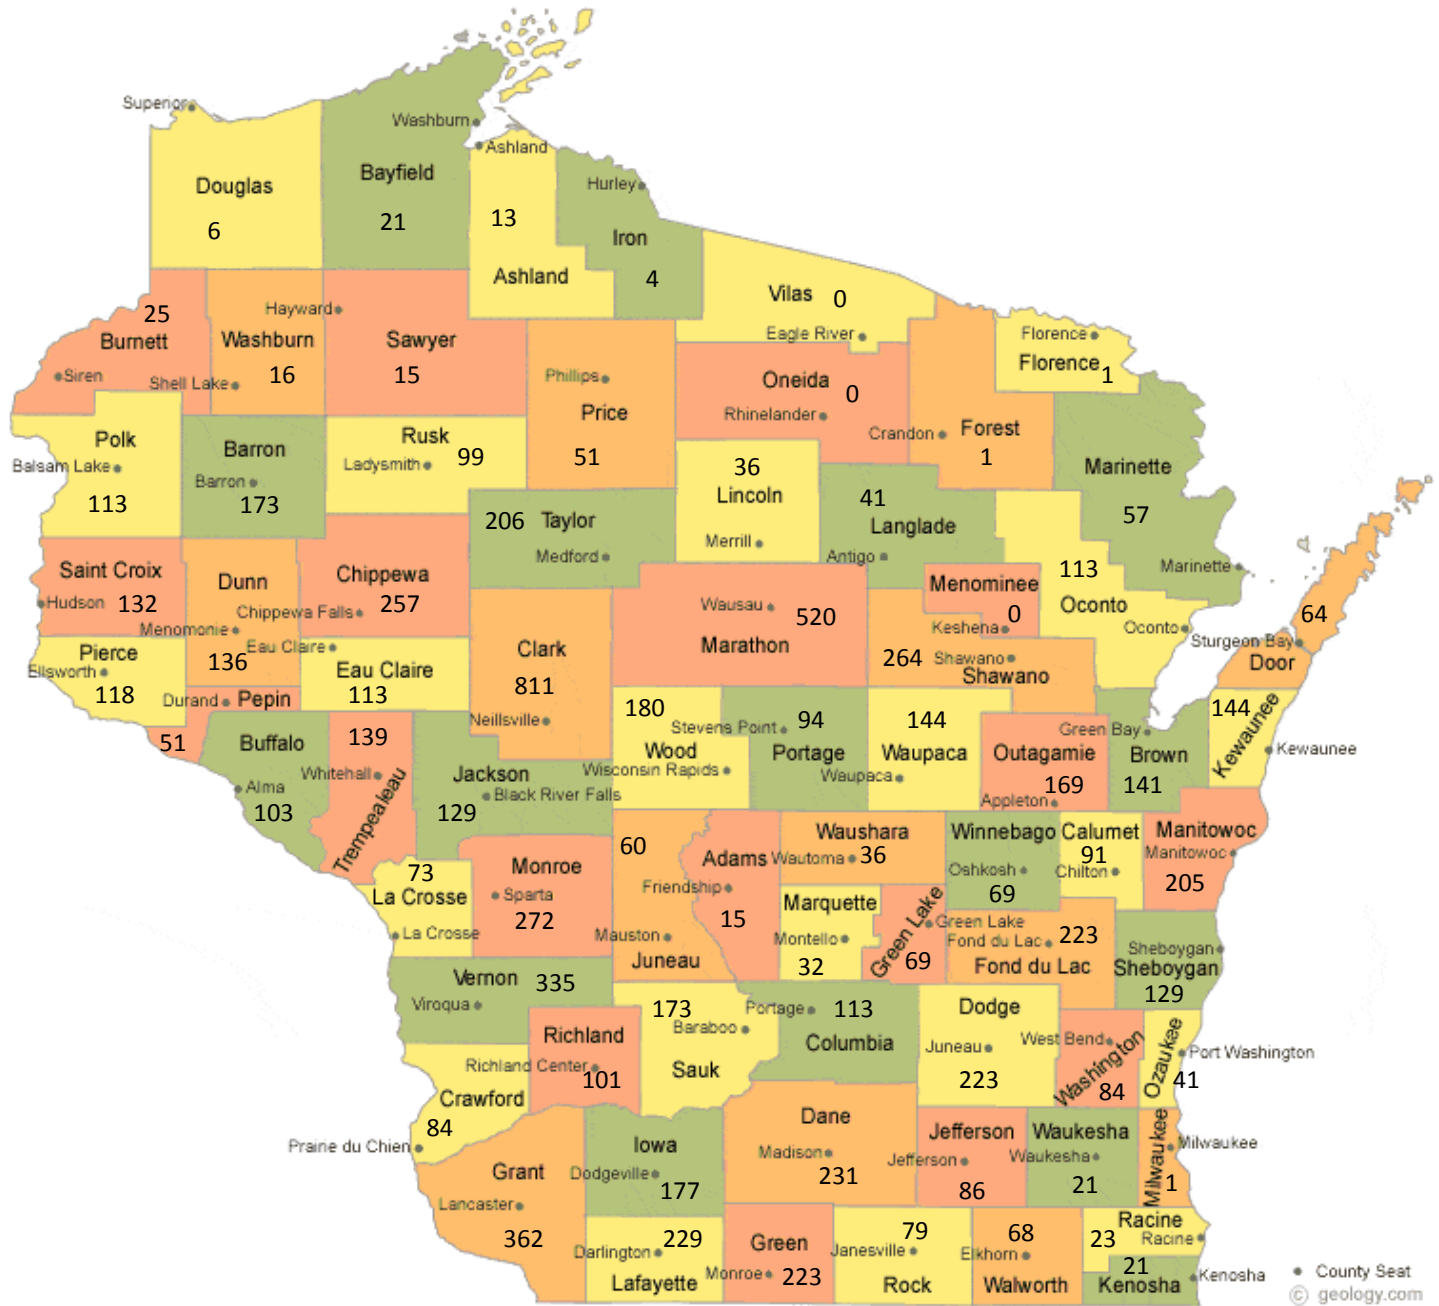 Superior
Washburn
Ashland
Douglas
6
Bayfield
21
13
Ashland
Hurley
Iron
4
Vilas 0
Eagle River
Florence
Florence 1
25
Burnett
Siren
Hayward
Washburn
16
Shell Lake
Sawyer
15
Phillips
Price
51
Oneida 0
Rhinelander
Crandon
Forest
1
Marinette
57
Marinette
Polk
Balsam Lake
113
Barron
Barron
173
Rusk
Ladysmith 99
206 Taylor
Medford
36
Lincoln
Merrill
41
Langlade
Antigo
113
Oconto
Oconto
Saint Croix
Hudson 132
Dunn
Menomonie
136
Chippewa
Chippewa Falls 257
Clark
811
Neillsville
Wausau 520
Marathon
Menominee
0
Keshena
264 Shawano
Shawano
64
Sturgeon Bay
Door
Pierce
Ellsworth
118
Eau Claire
Eau Claire
113
Durand Pepin
51
Buffalo
Alma
103
139
Whitehall
Trempealeau
Jackson
Black River Falls
129
180
Wood
Wisconsin Rapids
Stevens Point 94
Portage
144
Waupaca
Waupaca
Outagamie
169
Appleton
Green Bay
Brown
141
144
Kewaunee
Kewaunee
73
La Crosse
La Crosse
Monroe
Sparta
272
60
Mauston
Juneau
Adams
Friendship
15
Waushara
Wautoma 36
Marquette
Montello
32
Green Lake
Green Lake
69
Winnebago
Oshkosh
69
Calumet
91
Chilton
Manitowoc
Manitowoc
205
Fond du Lac 223
Fond du Lac
Sheboygan
Sheboygan
129
Vernon 335
Viroqua
Richland
Richland Center
101
173
Baraboo
Sauk
Portage 113
Columbia
Dodge
Juneau
223
West Bend
Washington
84
Ozaukee
Port Washington
41
Crawford
84
Prairie du Chien
Grant
Lancaster
362
Iowa
Dodgeville
177
Dane
Madison
231
Jefferson
Jefferson
86
Waukesha
Waukesha
21
Milwaukee
Milwaukee
1
229
Darlington
Lafayette
Green
Monroe 223
79
Janesville
Rock
68
Elkhorn
Walworth
Racine
23 Racine
21
Kenosha
Kenosha
County Seat
© geology.com